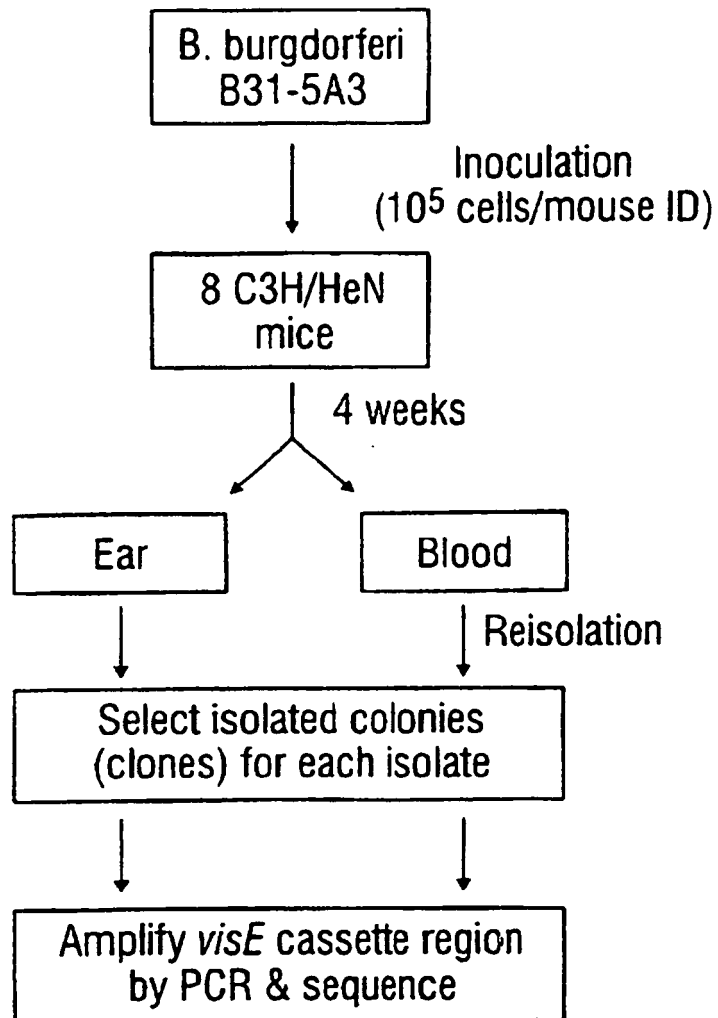 B. burgdorferi
B31-5A3
Inoculation
(10⁵ cells/mouse ID)
8 C3H/HeN
mice
4 weeks
Ear
Blood
Reisolation
Select isolated colonies
(clones) for each isolate
Amplify visE cassette region
by PCR & sequence